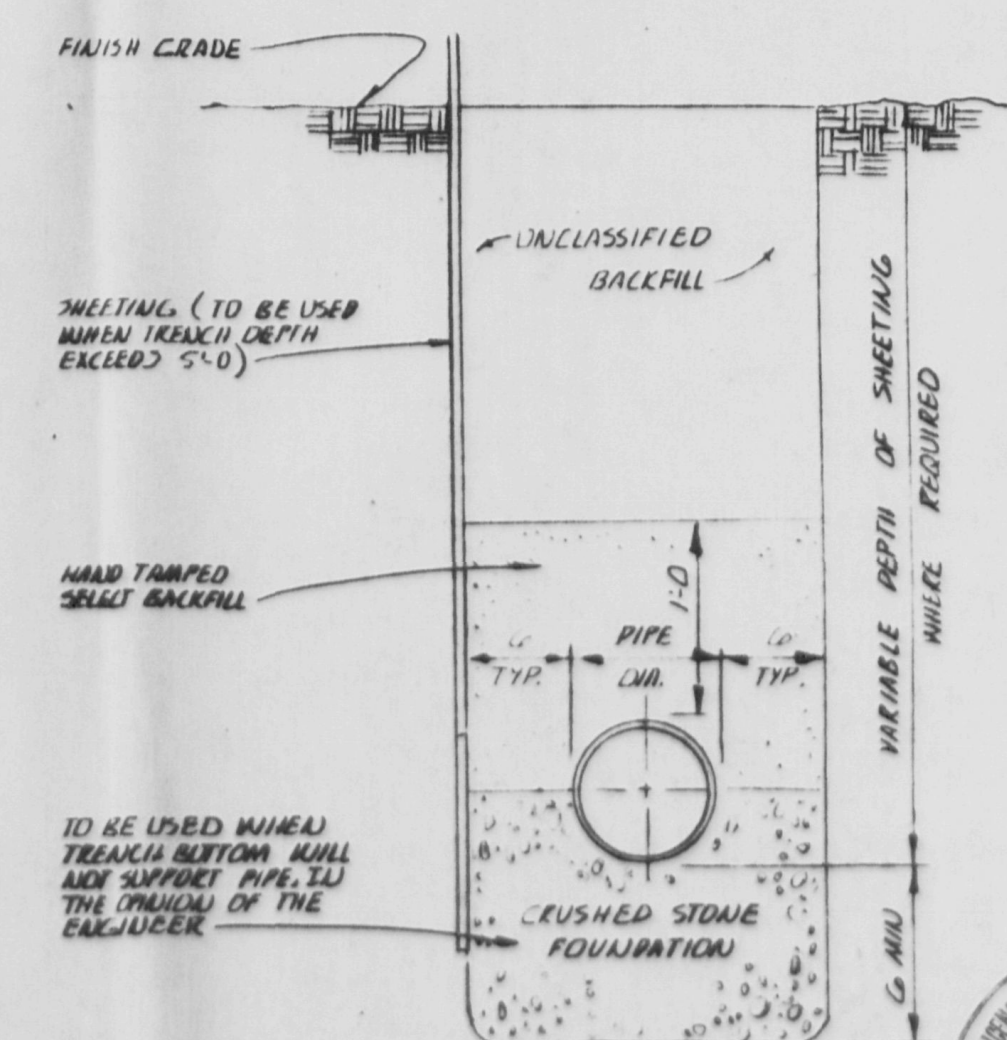 FINISH GRADE
UNCLASSIFIED
BACKFILL
SHEETING (TO BE USED
WHEN TRENCH DEPTH
EXCEEDS 5'-0)
VARIABLE DEPTH OF SHEETING
WHERE REQUIRED
HAND TAMPED
SELECT BACKFILL
1'-0
6 PIPE 6
TYP. DIA. TYP.
TO BE USED WHEN
TRENCH BOTTOM WILL
NOT SUPPORT PIPE, IN
THE OPINION OF THE
ENGINEER
CRUSHED STONE
FOUNDATION
6 MIN